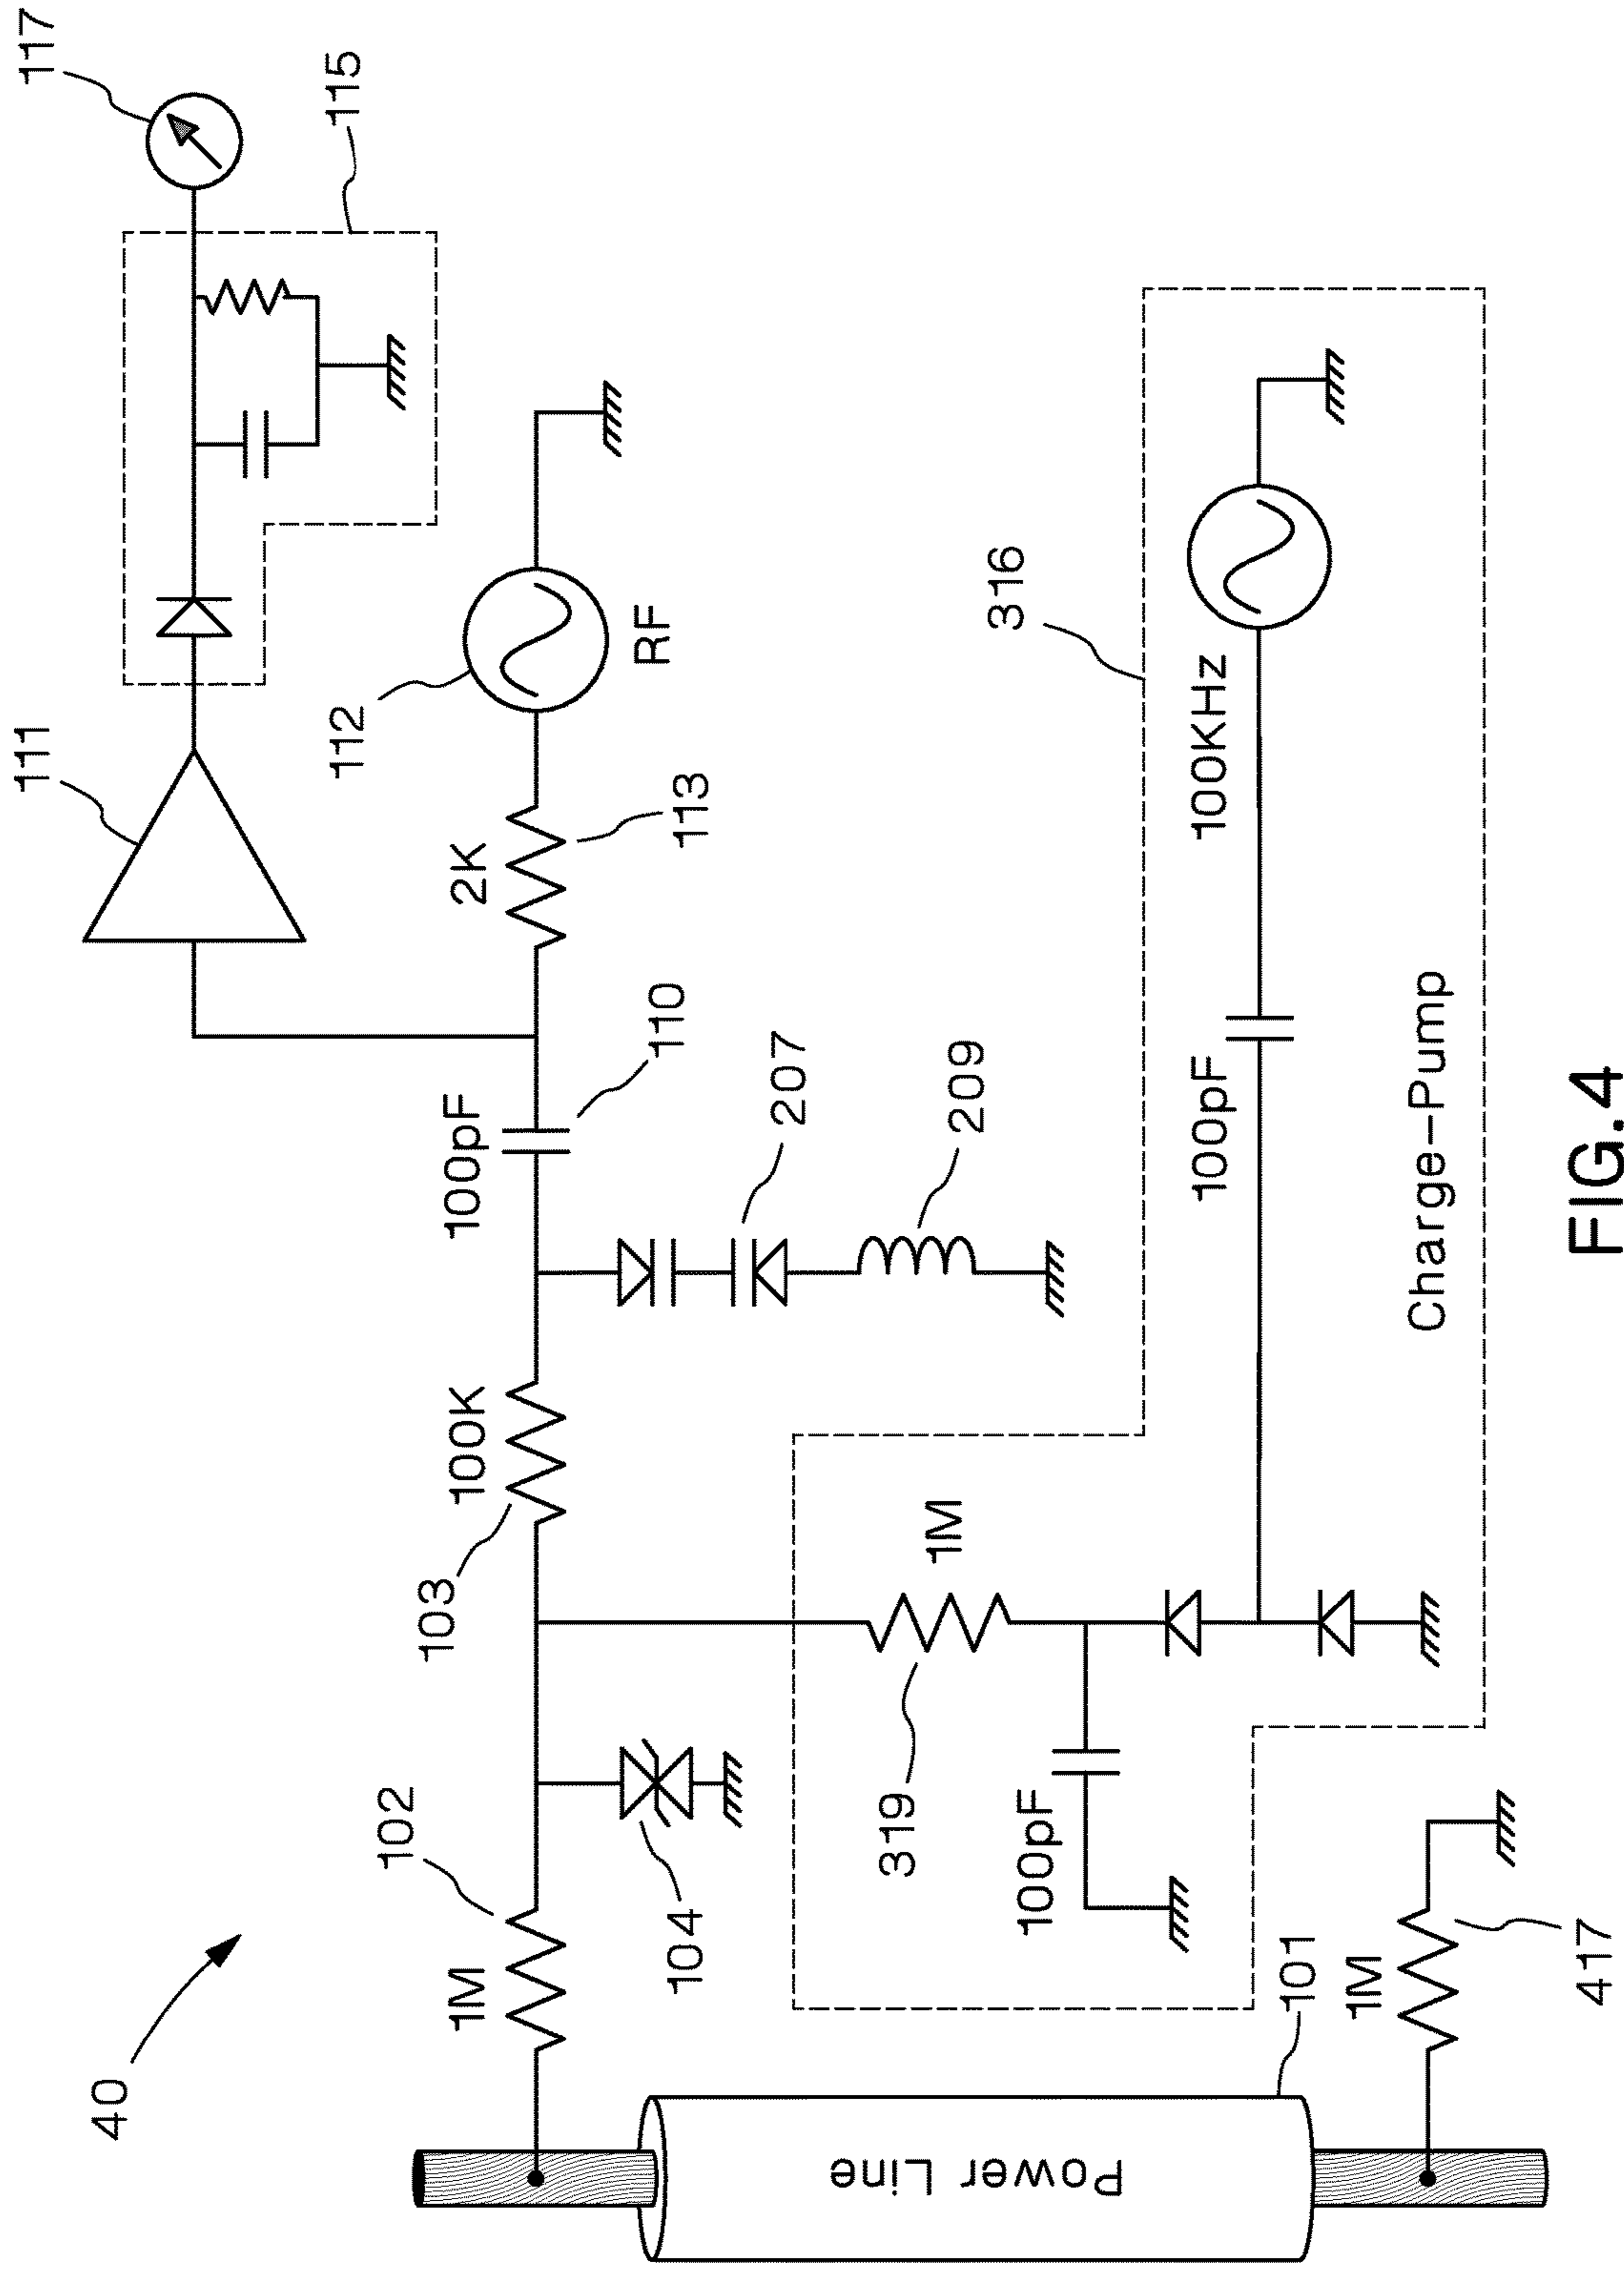 40
101
Power Line
1M
102
104
103
100K
100pF
110
207
209
2K
113
112
RF
111
115
117
1M
319
100pF
100pF
100KHz
316
Charge-Pump
1M
417
FIG.4